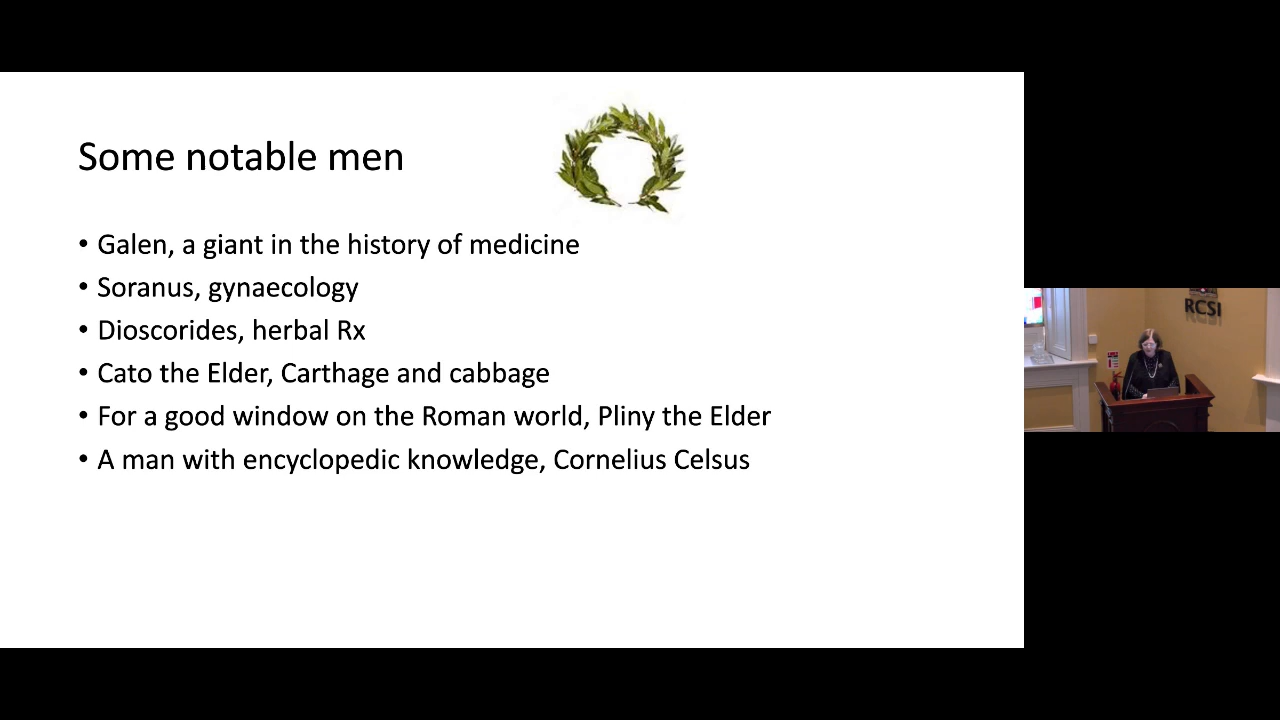 Some notable men
• Galen, a giant in the history of medicine
• Soranus, gynaecology
• Dioscorides, herbal Rx
• Cato the Elder, Carthage and cabbage
• For a good window on the Roman world, Pliny the Elder
• A man with encyclopedic knowledge, Cornelius Celsus
RCSI